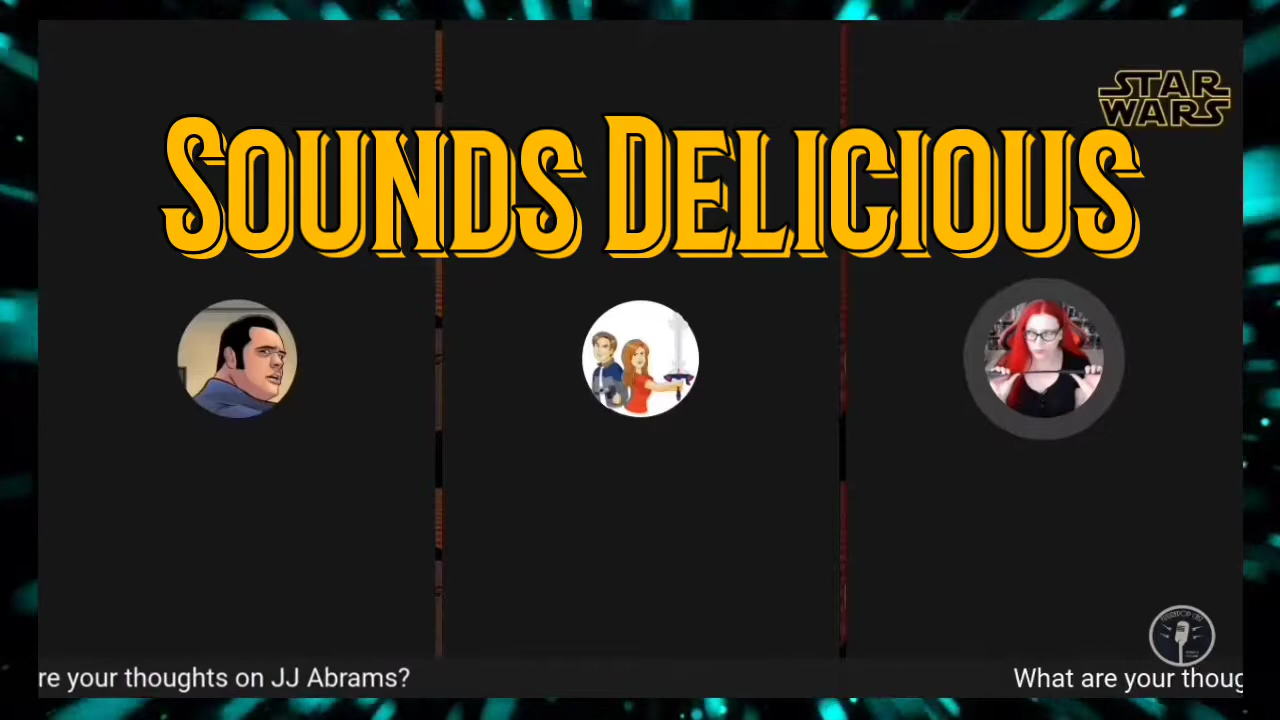 STAR
WARS
SOUNDS DELICIOUS
re your thoughts on JJ Abrams?
What are your thoug